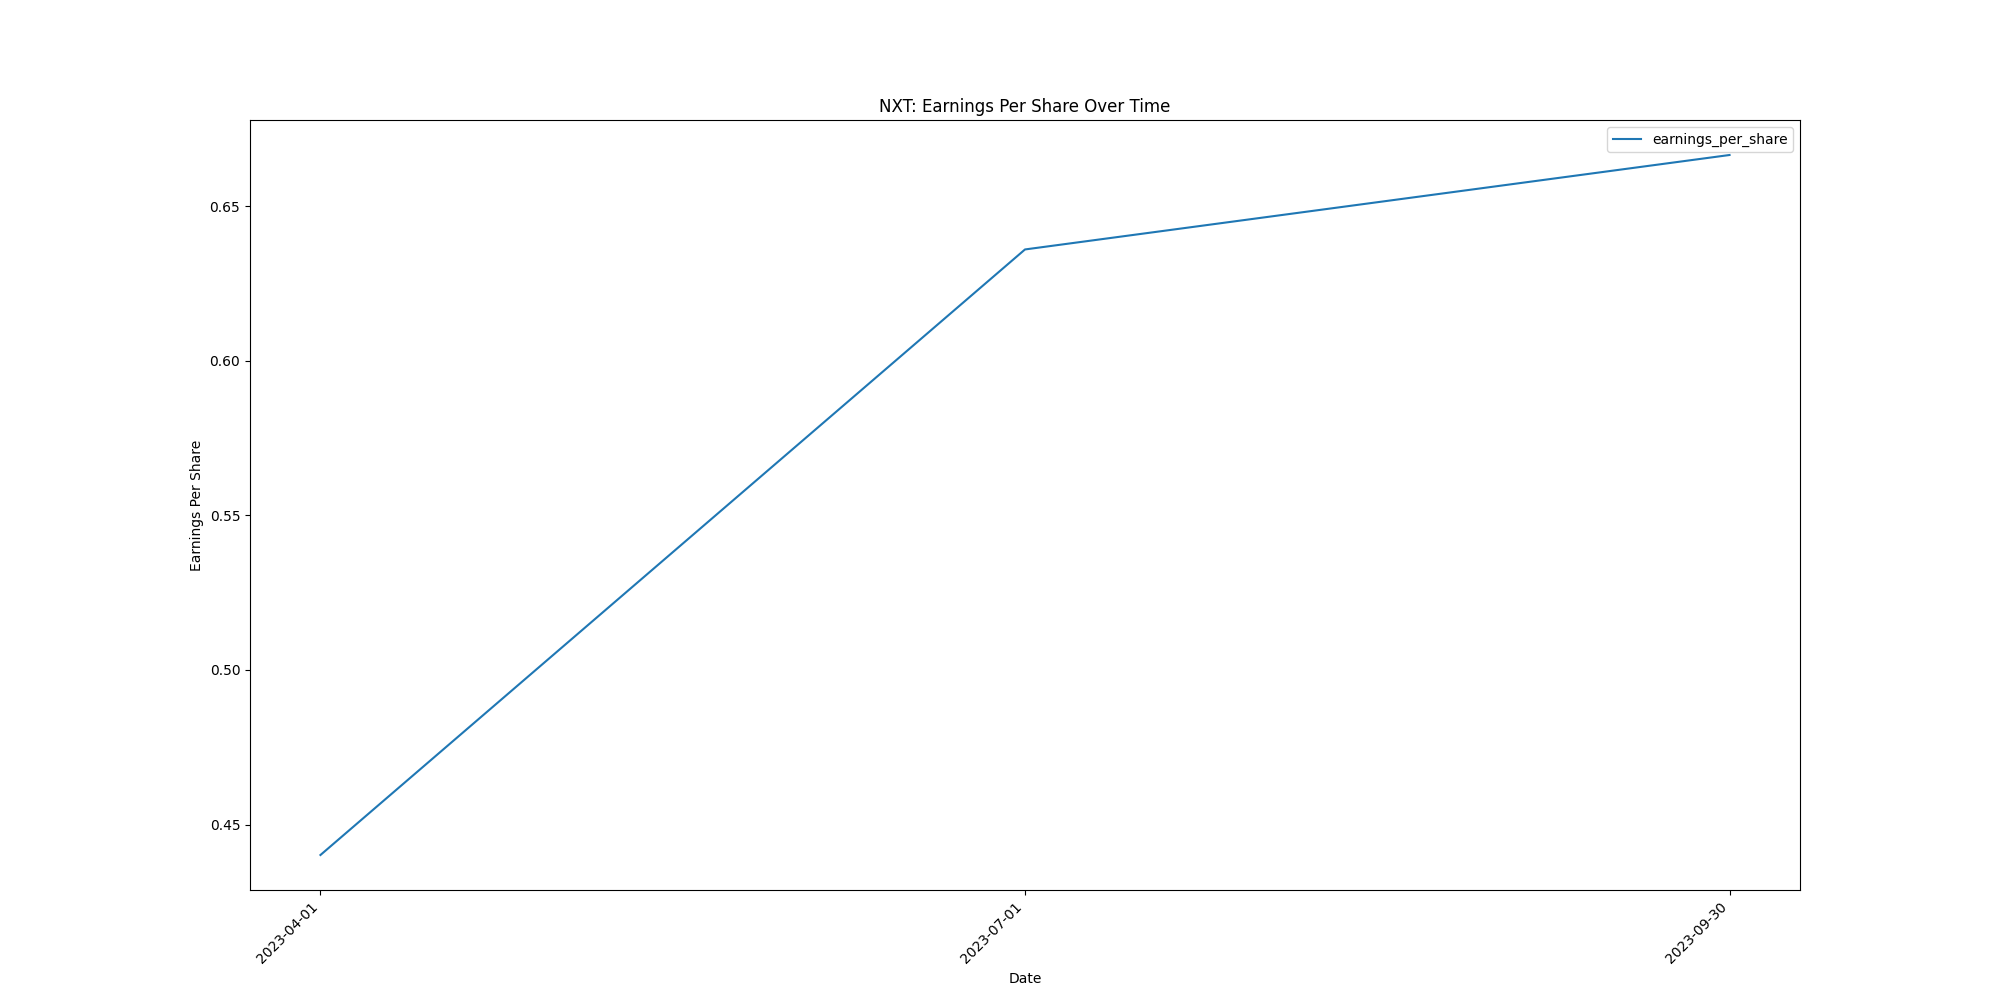 NXT: Earnings Per Share Over Time
earnings_per_share
0.65
0.60
0.55
0.50
0.45
Earnings Per Share
2023-04-01
2023-07-01
2023-09-30
Date